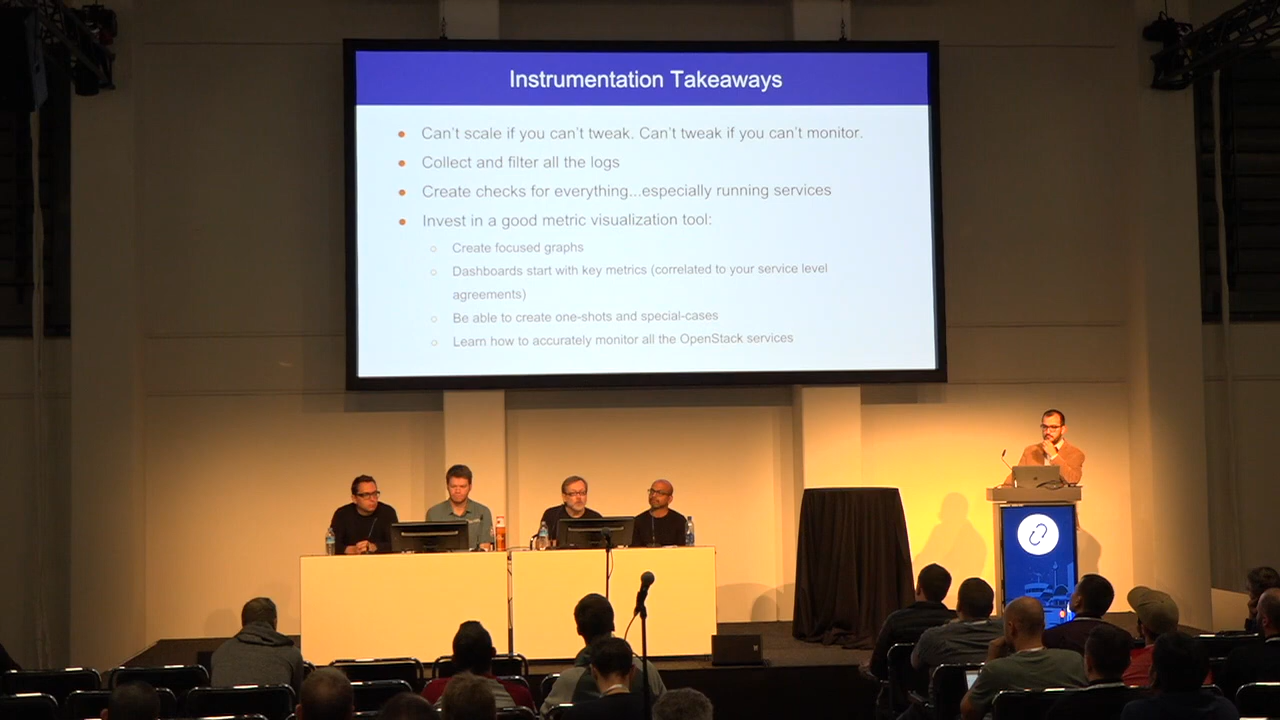 Instrumentation Takeaways
Can't scale if you can't tweak. Can't tweak if you can't monitor.
Collect and filter all the logs
Create checks for everything...especially running services
Invest in a good metric visualization tool:
Create focused graphs
Dashboards start with key metrics (correlated to your service level
agreements)
Be able to create one-shots and special-cases
Learn how to accurately monitor all the OpenStack services